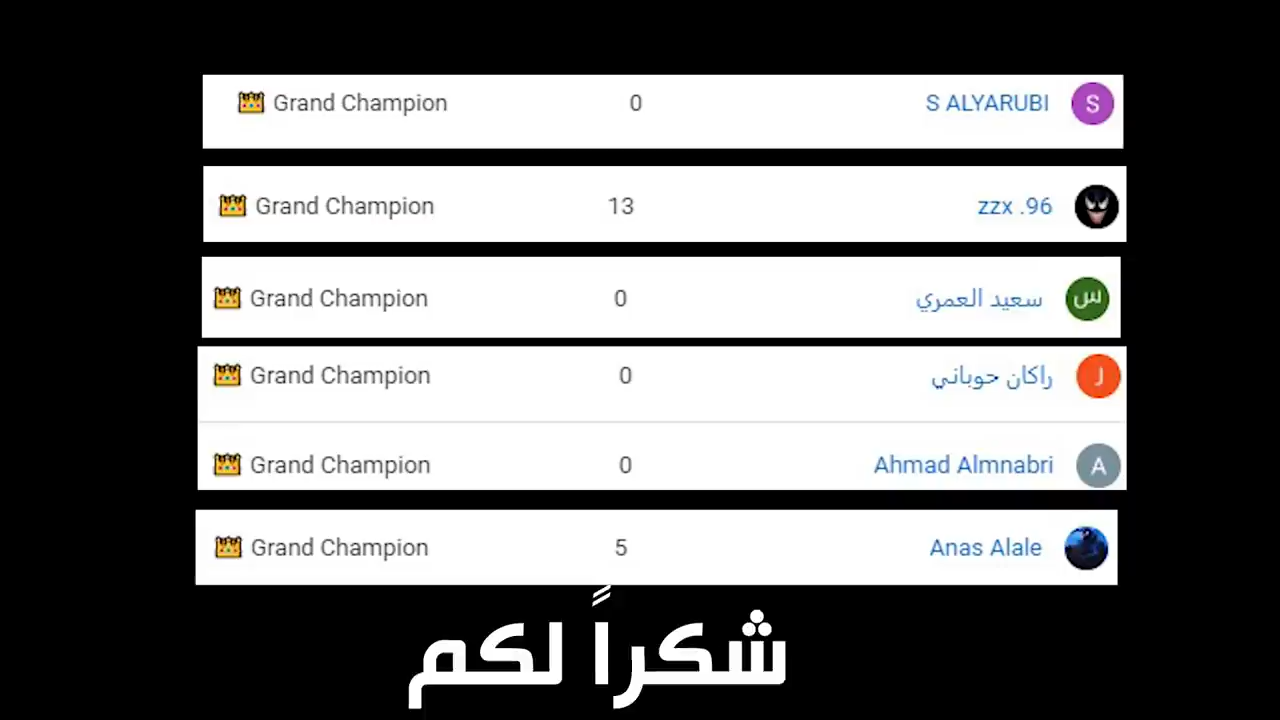 Grand Champion 0 S ALYARUBI S
Grand Champion 13 zzx .96
Grand Champion 0 سعيد العمري س
Grand Champion 0 راكان حوباني ر
Grand Champion 0 Ahmad Almnabri A
Grand Champion 5 Anas Alale
شكراً لكم